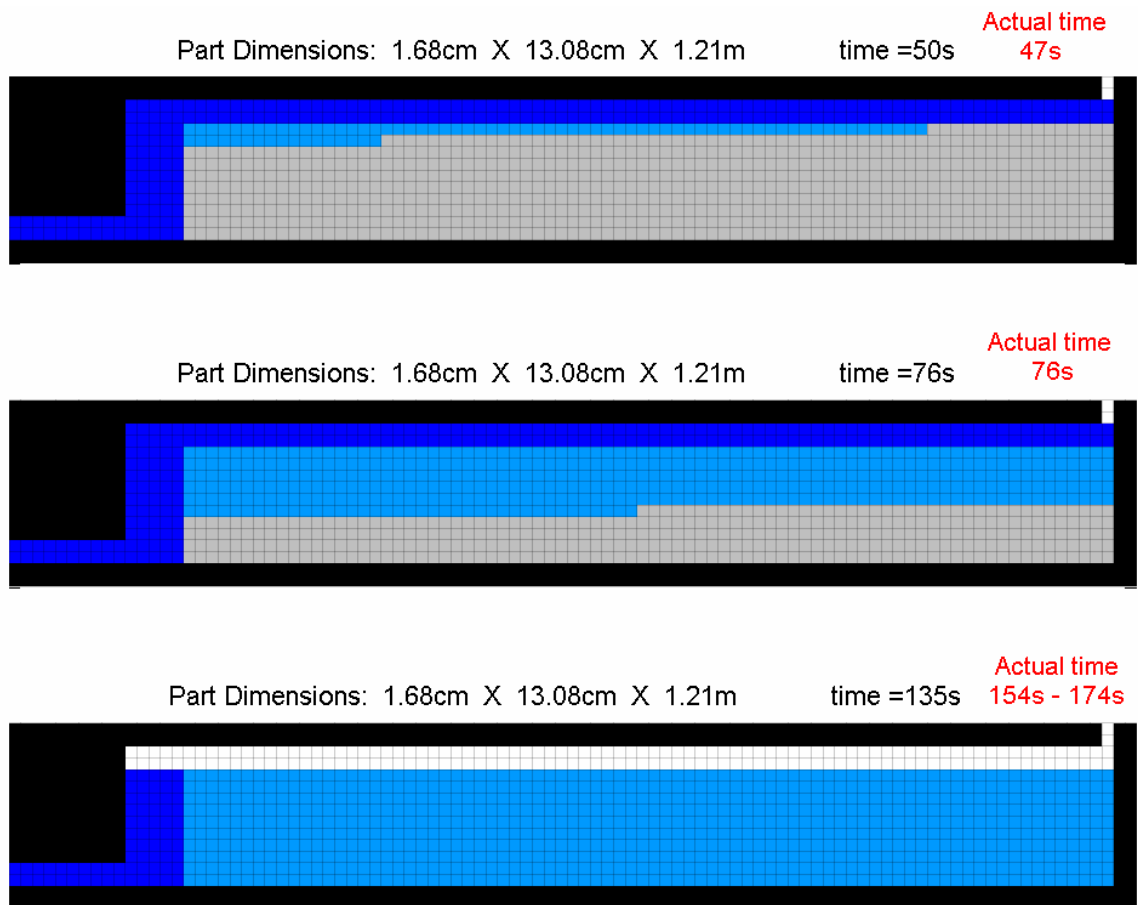 Actual time
Part Dimensions: 1.68cm X 13.08cm X 1.21m time =50s 47s
Actual time
Part Dimensions: 1.68cm X 13.08cm X 1.21m time =76s 76s
Actual time
Part Dimensions: 1.68cm X 13.08cm X 1.21m time =135s 154s - 174s